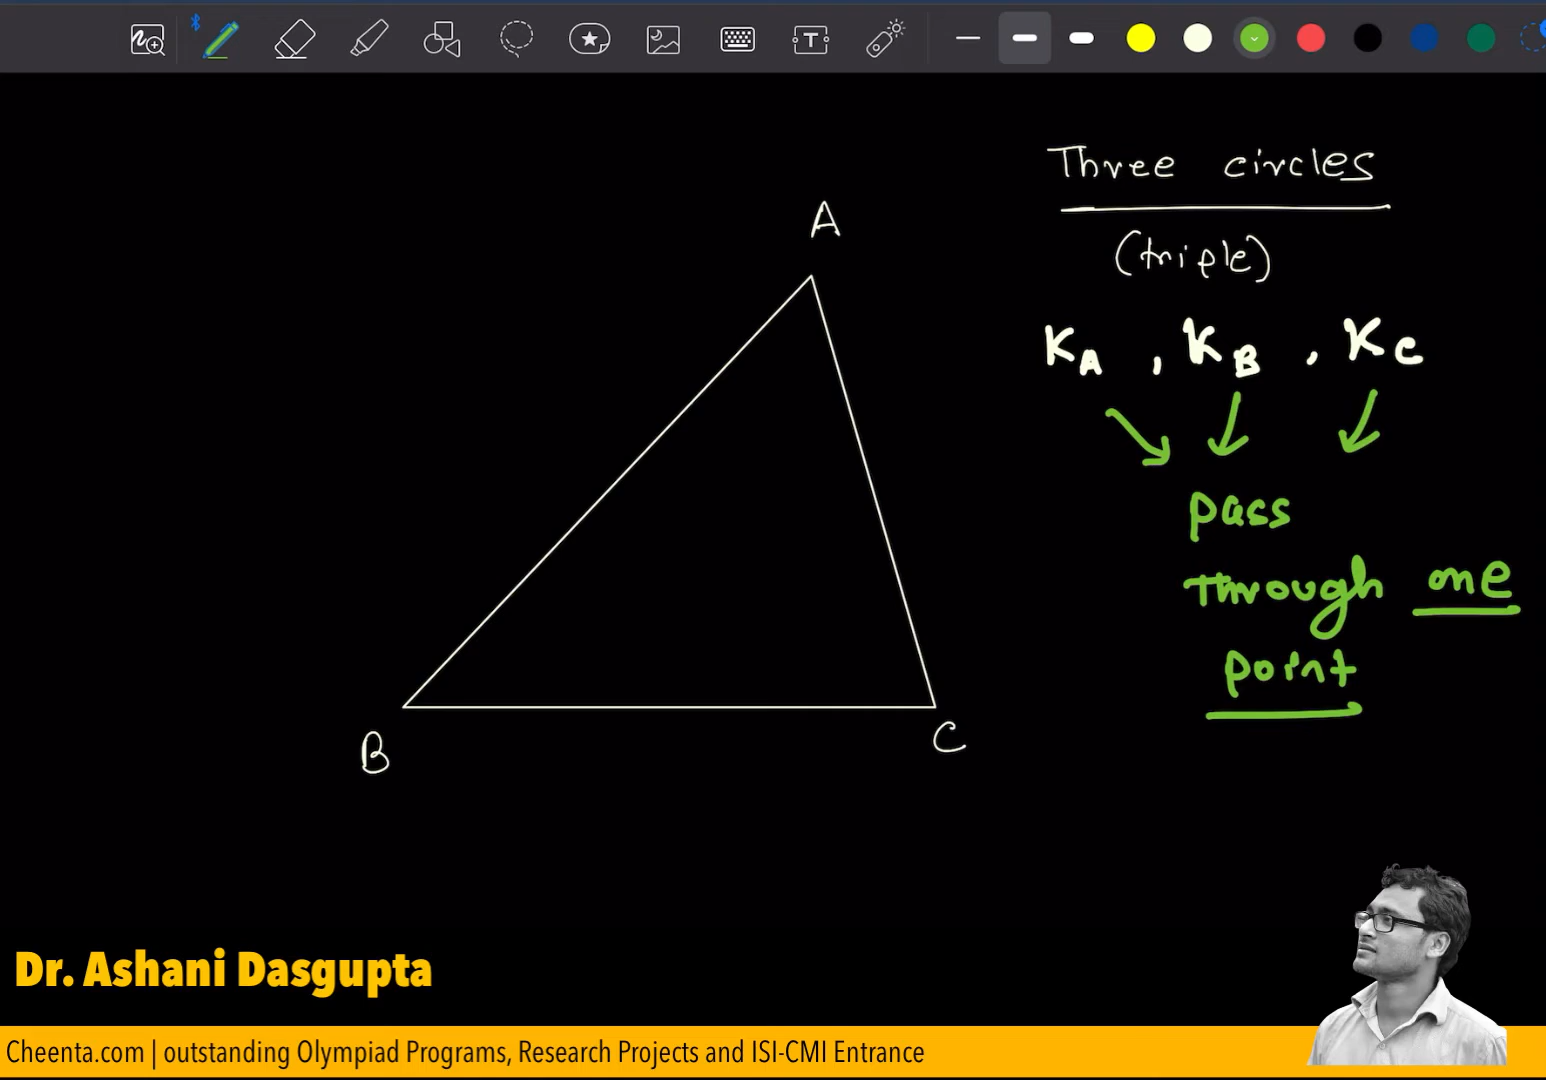 Three circles
(triple)
A
KA , KB , KC
pass
through one
point
B
C
Dr. Ashani Dasgupta
Cheenta.com | outstanding Olympiad Programs, Research Projects and ISI-CMI Entrance